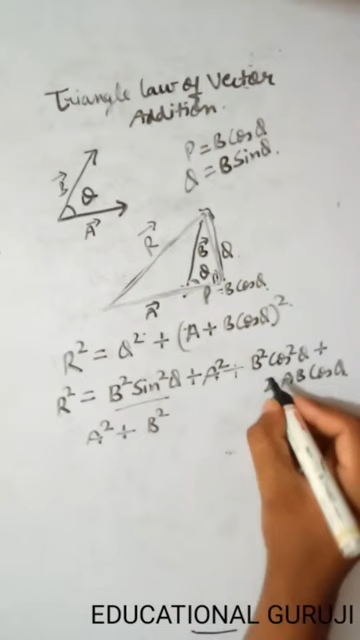 Triangle Law of Vector
Addition.
P = B Cosθ
Q = B Sinθ.
B
θ
A
R
B
Q
θ
A
P = B Cosθ
R² = Q² + (A + B Cosθ)²
R² = B² Sin²θ + A² + B² Cos²θ +
2AB Cosθ
A² + B²
EDUCATIONAL GURUJI